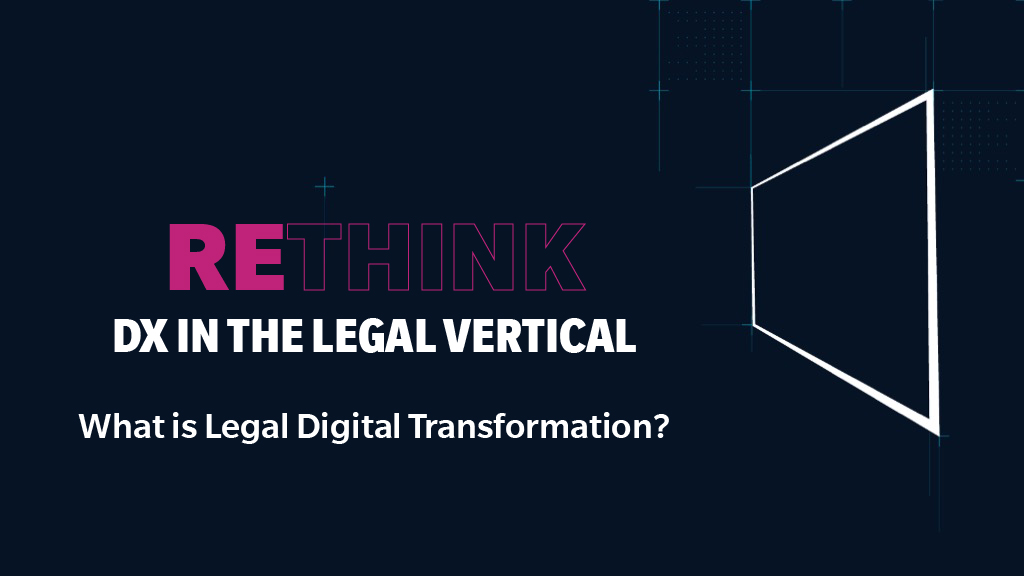 RETHINK
DX IN THE LEGAL VERTICAL
What is Legal Digital Transformation?